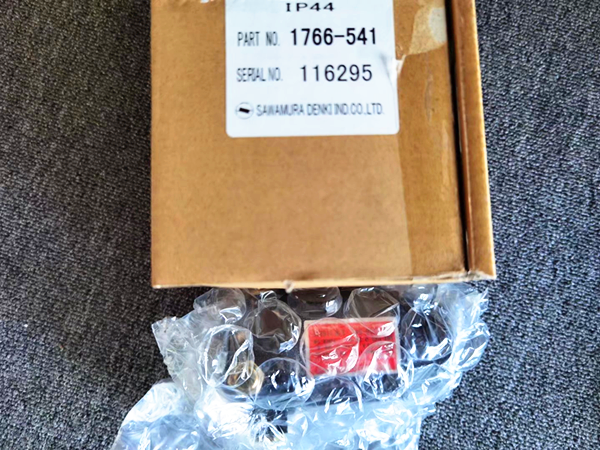 IP44
PART NO. 1766-541
SERIAL NO. 116295
SAWAMURA DENKI IND.CO.,LTD.